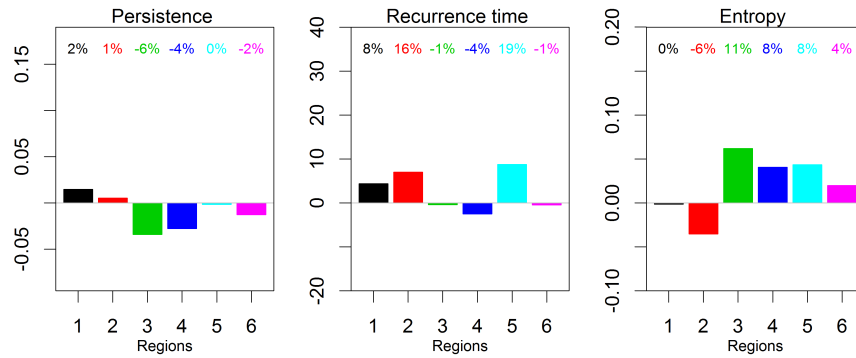 Persistence
2% 1% -6% -4% 0% -2%
0.15
0.05
-0.05
1 2 3 4 5 6
Regions
Recurrence time
8% 16% -1% -4% 19% -1%
40
30
20
10
0
-20
1 2 3 4 5 6
Regions
Entropy
0% -6% 11% 8% 8% 4%
0.20
0.10
0.00
-0.10
1 2 3 4 5 6
Regions